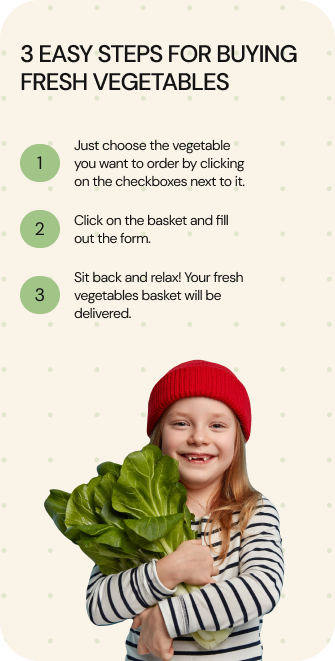 3 EASY STEPS FOR BUYING
FRESH VEGETABLES
1
Just choose the vegetable
you want to order by clicking
on the checkboxes next to it.
2
Click on the basket and fill
out the form.
3
Sit back and relax! Your fresh
vegetables basket will be
delivered.